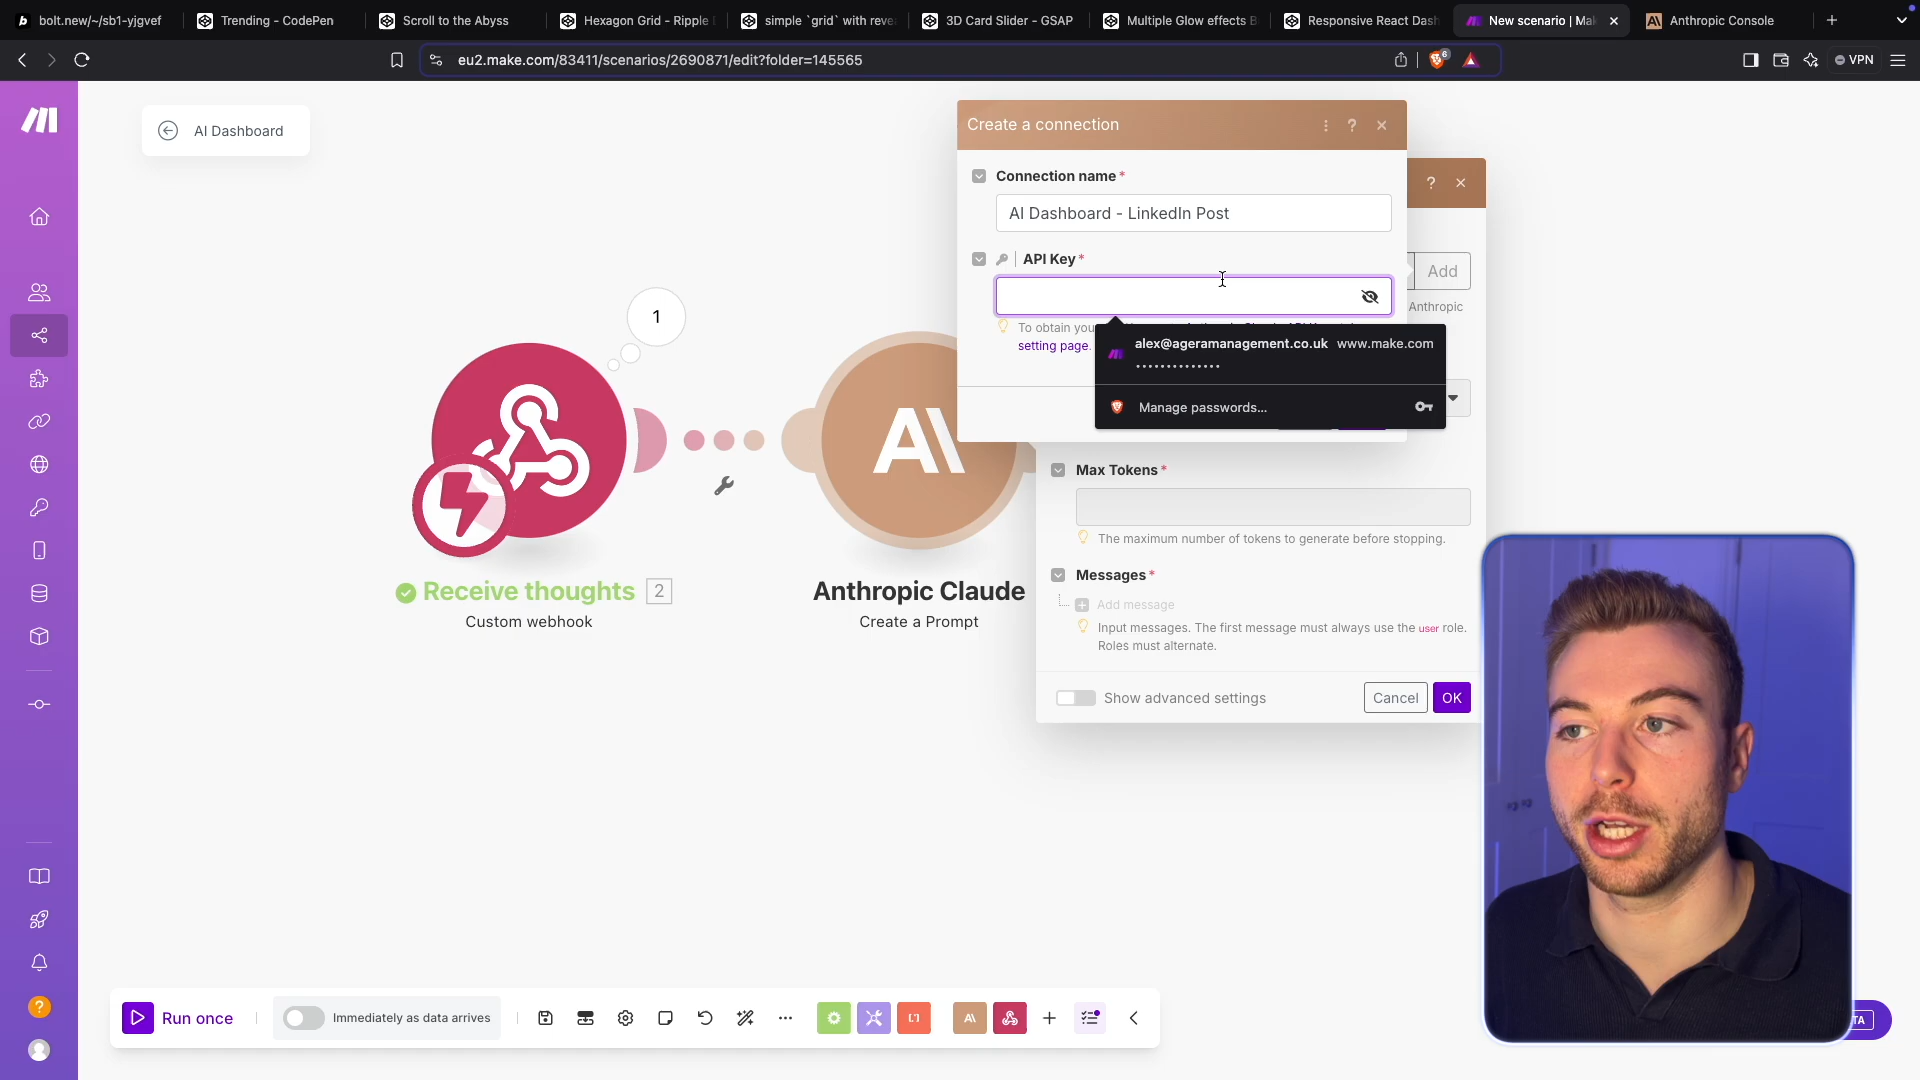 bolt.new/~/sb1-yjgvef
Trending - CodePen
Scroll to the Abyss
Hexagon Grid - Ripple
simple `grid` with reve
3D Card Slider - GSAP
Multiple Glow effects B
Responsive React Dash
New scenario | Mak
Anthropic Console
eu2.make.com/83411/scenarios/2690871/edit?folder=145565
6
VPN
AI Dashboard
Create a connection
Connection name*
AI Dashboard - LinkedIn Post
API Key*
Add
Anthropic
To obtain you
setting page.
alex@ageramanagement.co.uk www.make.com
••••••••••••••
Manage passwords...
1
Max Tokens*
The maximum number of tokens to generate before stopping.
Messages*
Add message
Input messages. The first message must always use the user role.
Roles must alternate.
Receive thoughts 2
Custom webhook
Anthropic Claude
Create a Prompt
Show advanced settings
Cancel
OK
Run once
Immediately as data arrives
TA